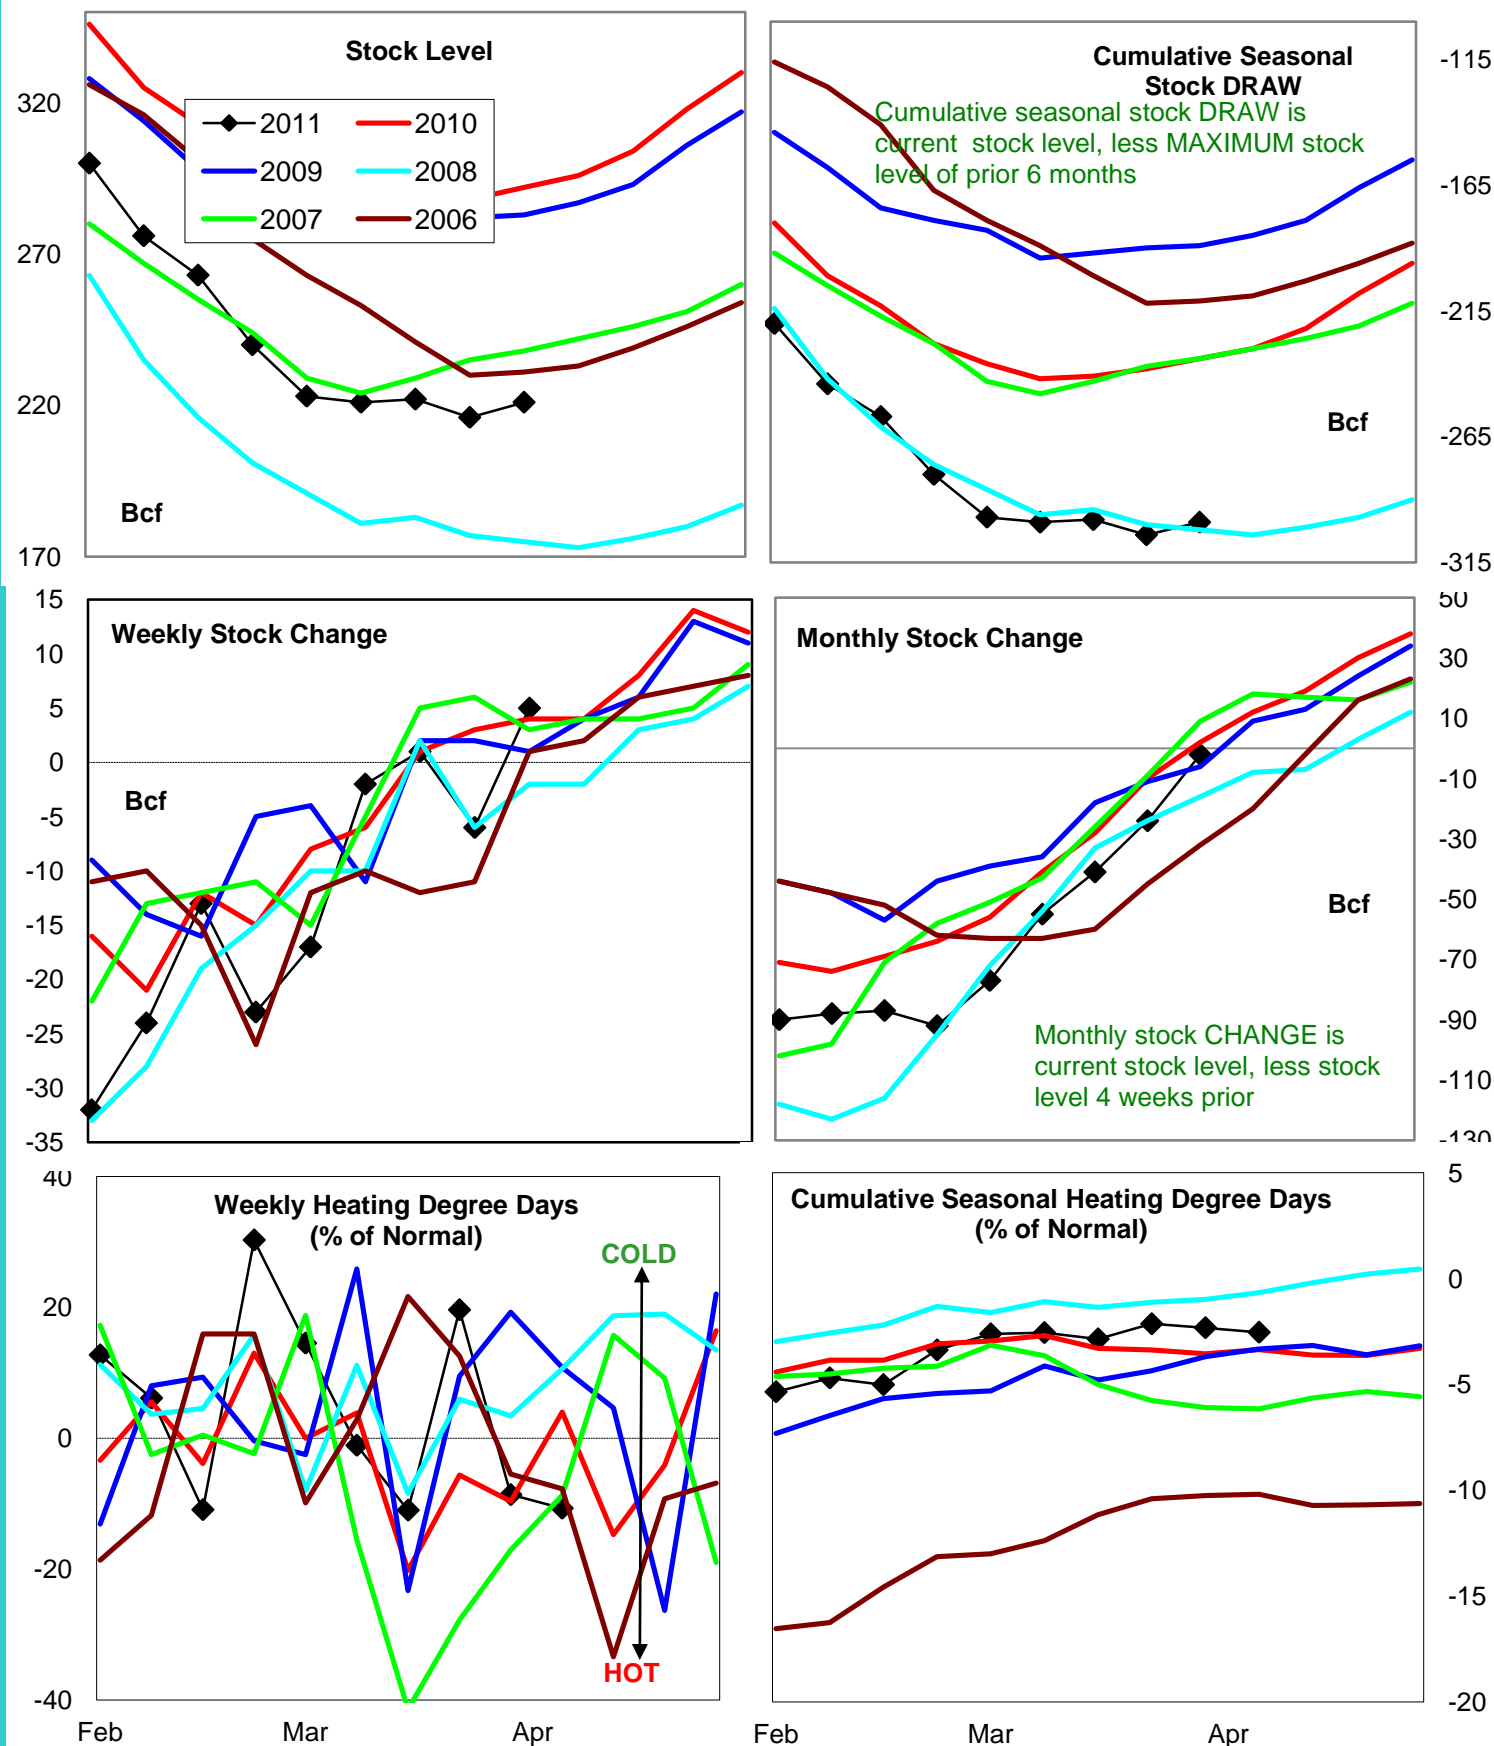 Stock Level
320
270
220
170
2011
2010
2009
2008
2007
2006
Bcf
Cumulative Seasonal
Stock DRAW
Cumulative seasonal stock DRAW is
current stock level, less MAXIMUM stock
level of prior 6 months
Bcf
-115
-165
-215
-265
-315
15
10
5
0
-5
-10
-15
-20
-25
-30
-35
Weekly Stock Change
Bcf
Monthly Stock Change
Bcf
Monthly stock CHANGE is
current stock level, less stock
level 4 weeks prior
50
30
10
-10
-30
-50
-70
-90
-110
-130
40
20
0
-20
-40
Weekly Heating Degree Days
(% of Normal)
COLD
HOT
Feb
Mar
Apr
Cumulative Seasonal Heating Degree Days
(% of Normal)
5
0
-5
-10
-15
-20
Feb
Mar
Apr